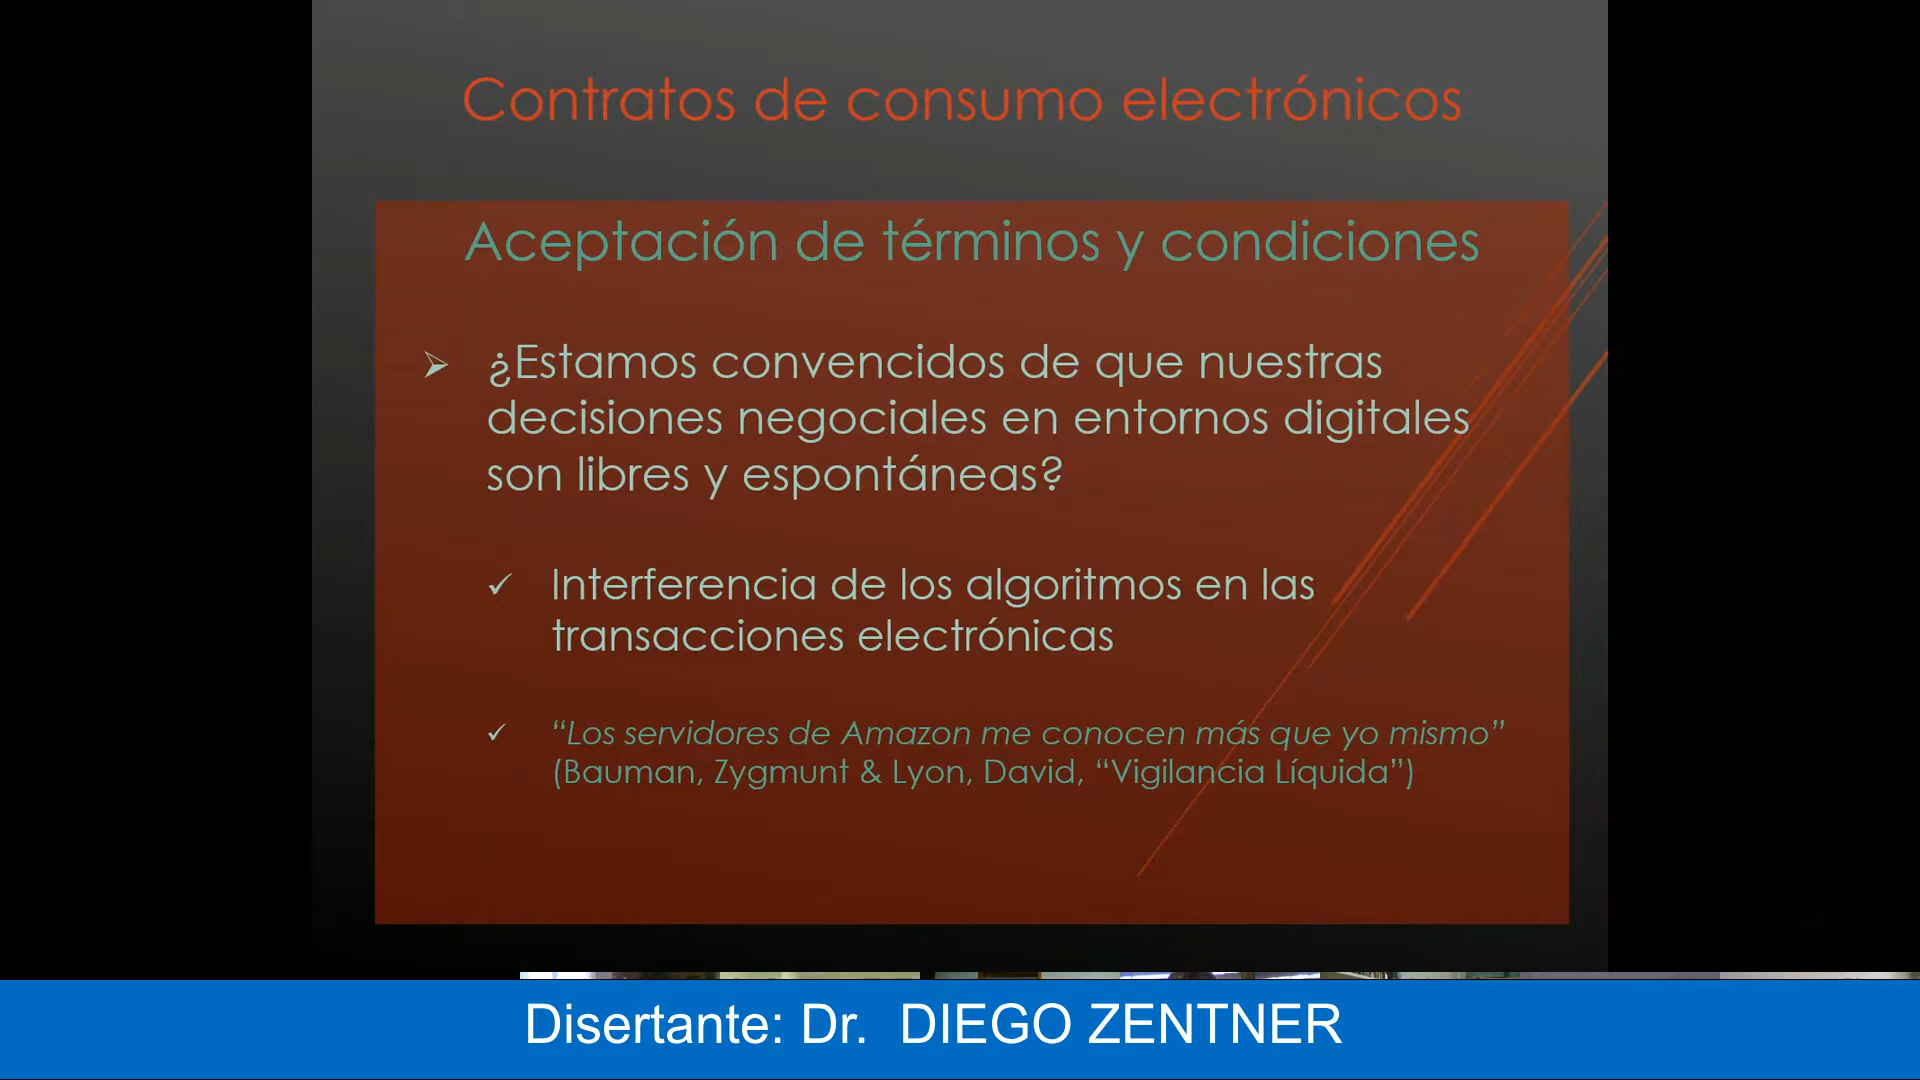 Contratos de consumo electrónicos
Aceptación de términos y condiciones
¿Estamos convencidos de que nuestras
decisiones negociales en entornos digitales
son libres y espontáneas?
Interferencia de los algoritmos en las
transacciones electrónicas
“Los servidores de Amazon me conocen más que yo mismo”
(Bauman, Zygmunt & Lyon, David, “Vigilancia Líquida”)
Disertante: Dr. DIEGO ZENTNER